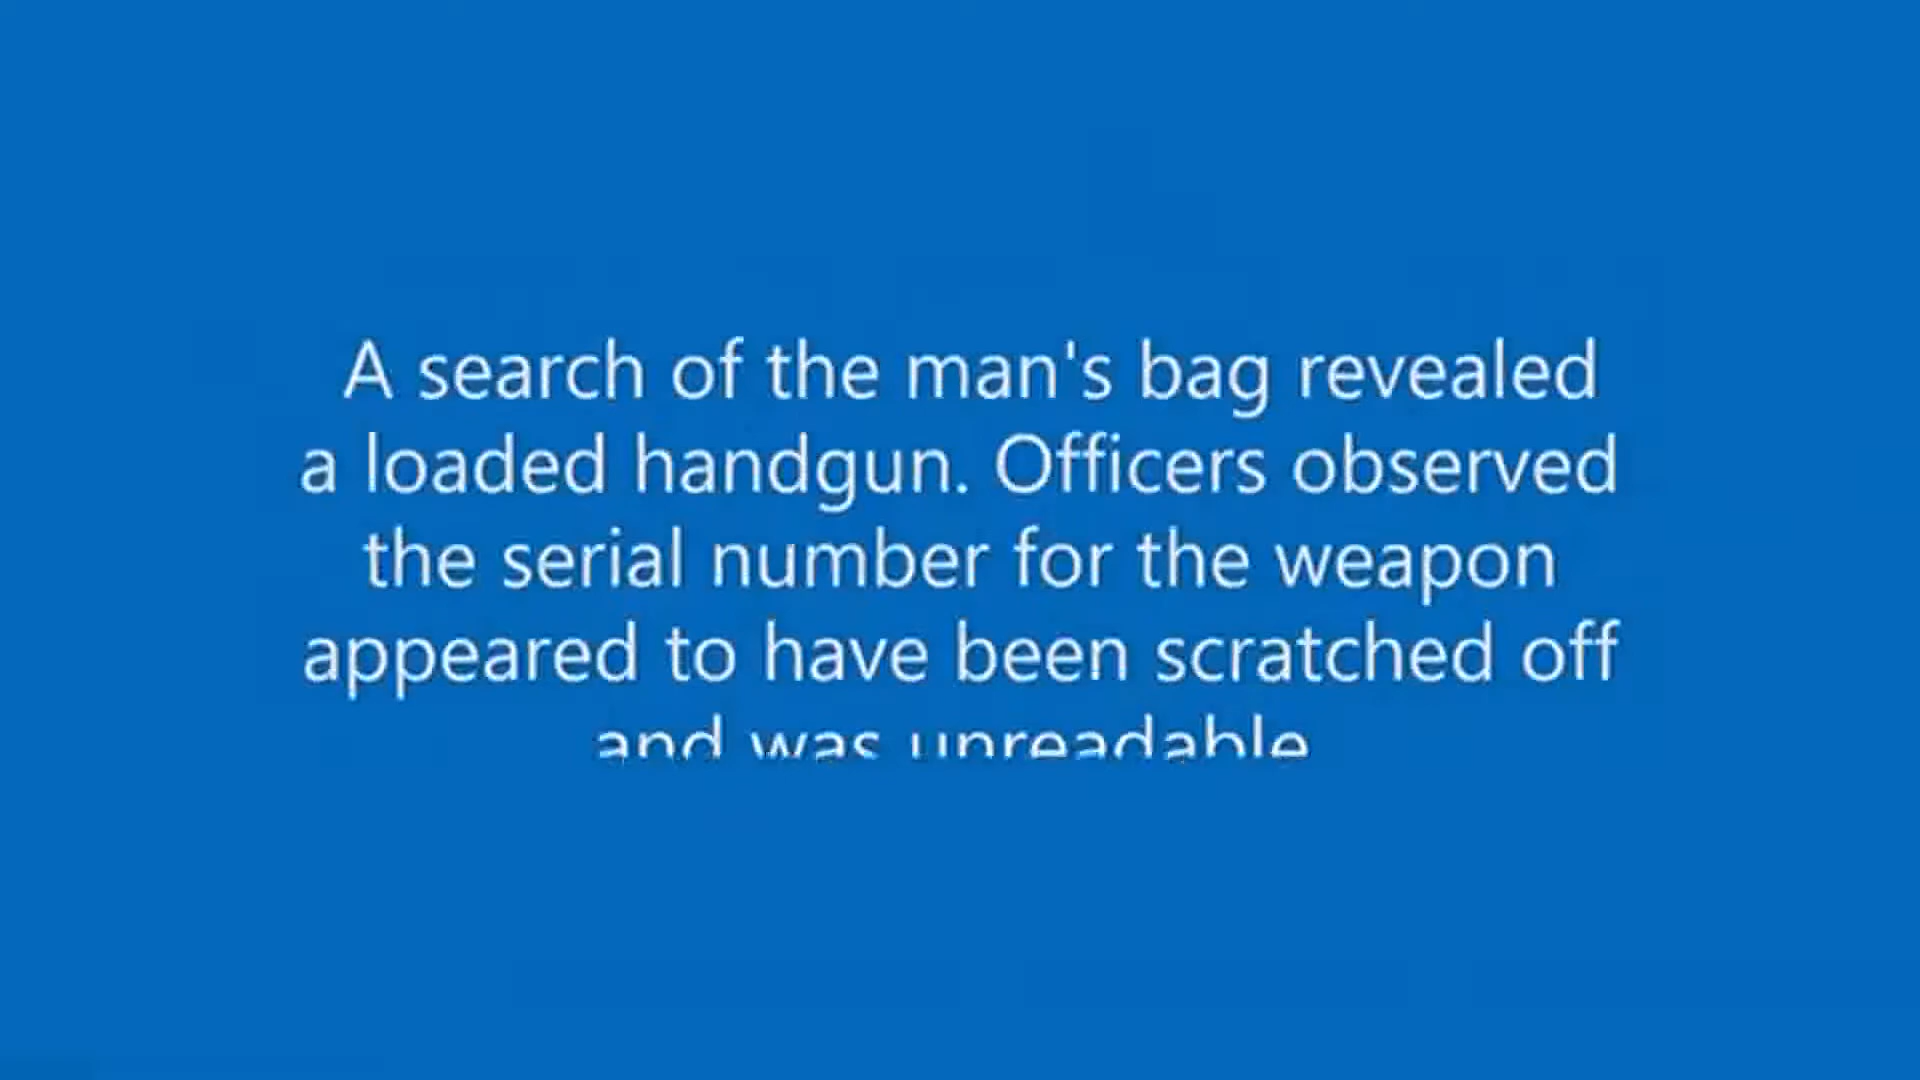 A search of the man's bag revealed
a loaded handgun. Officers observed
the serial number for the weapon
appeared to have been scratched off
and was unreadable